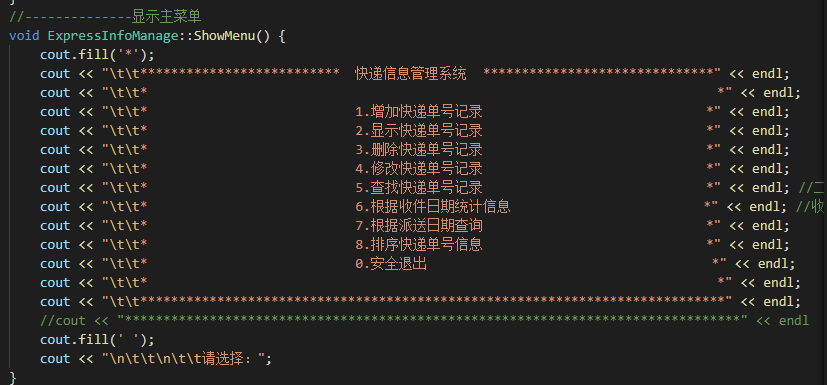 }
//--------------显示主菜单
void ExpressInfoManage::ShowMenu() {
    cout.fill('*');
    cout << "\t\t**************************  快递信息管理系统  ******************************" << endl;
    cout << "\t\t*                                                                          *" << endl;
    cout << "\t\t*                           1.增加快递单号记录                             *" << endl;
    cout << "\t\t*                           2.显示快递单号记录                             *" << endl;
    cout << "\t\t*                           3.删除快递单号记录                             *" << endl;
    cout << "\t\t*                           4.修改快递单号记录                             *" << endl;
    cout << "\t\t*                           5.查找快递单号记录                             *" << endl; //工
    cout << "\t\t*                           6.根据收件日期统计信息                         *" << endl; //收
    cout << "\t\t*                           7.根据派送日期查询                             *" << endl;
    cout << "\t\t*                           8.排序快递单号信息                             *" << endl;
    cout << "\t\t*                           0.安全退出                                     *" << endl;
    cout << "\t\t*                                                                          *" << endl;
    cout << "\t\t****************************************************************************" << endl;
    //cout << "********************************************************************************" << endl
    cout.fill(' ');
    cout << "\n\t\t\n\t\t请选择：";
}